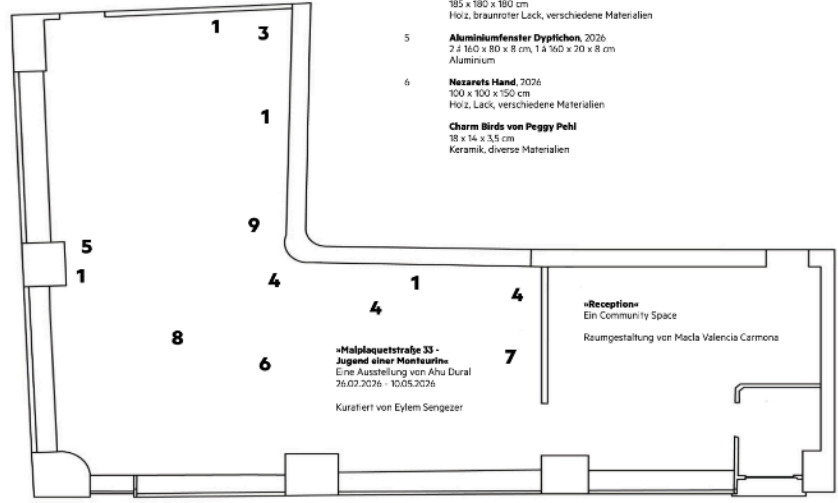 185 x 180 x 180 cm
Holz, braunroter Lack, verschiedene Materialien
5 Aluminiumfenster Dyptichon, 2026
2 á 160 x 80 x 8 cm, 1 á 160 x 20 x 8 cm
Aluminium
6 Nezarets Hand, 2026
100 x 100 x 150 cm
Holz, Lack, verschiedene Materialien
Charm Birds von Peggy Pehl
18 x 14 x 3,5 cm
Keramik, diverse Materialien
1
3
1
9
5
1
4
1
4
4
8
6
7
»Malplaquetstraße 33 -
Jugend einer Monteurin«
Eine Ausstellung von Ahu Dural
26.02.2026 - 10.05.2026
Kuratiert von Eylem Sengezer
»Reception«
Ein Community Space
Raumgestaltung von Macla Valencia Carmona